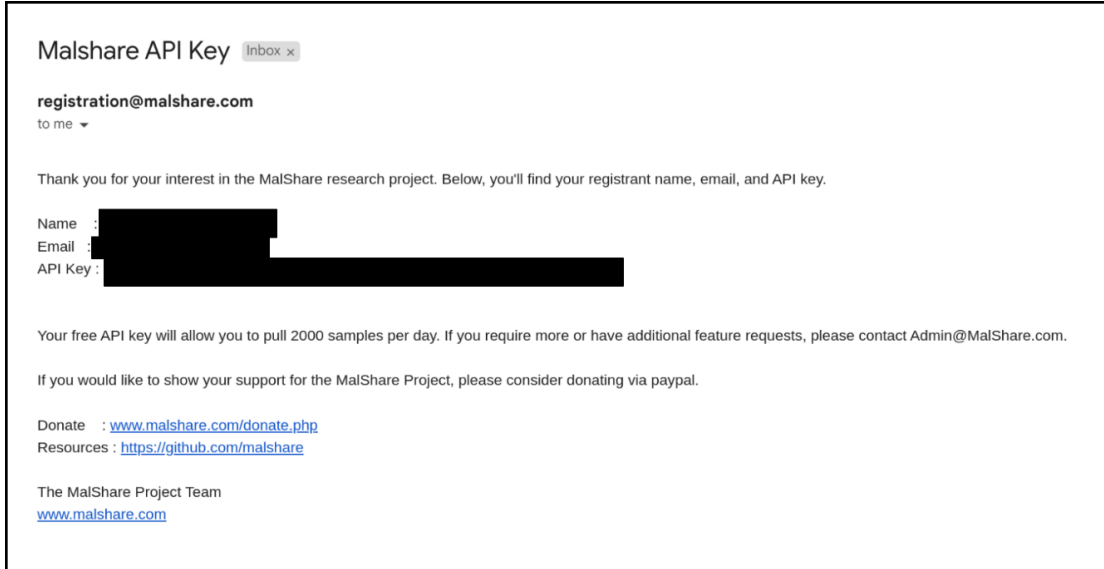 Malshare API Key Inbox x
registration@malshare.com
to me
Thank you for your interest in the MalShare research project. Below, you'll find your registrant name, email, and API key.
Name :
Email :
API Key :
Your free API key will allow you to pull 2000 samples per day. If you require more or have additional feature requests, please contact Admin@MalShare.com.
If you would like to show your support for the MalShare Project, please consider donating via paypal.
Donate : www.malshare.com/donate.php
Resources : https://github.com/malshare
The MalShare Project Team
www.malshare.com